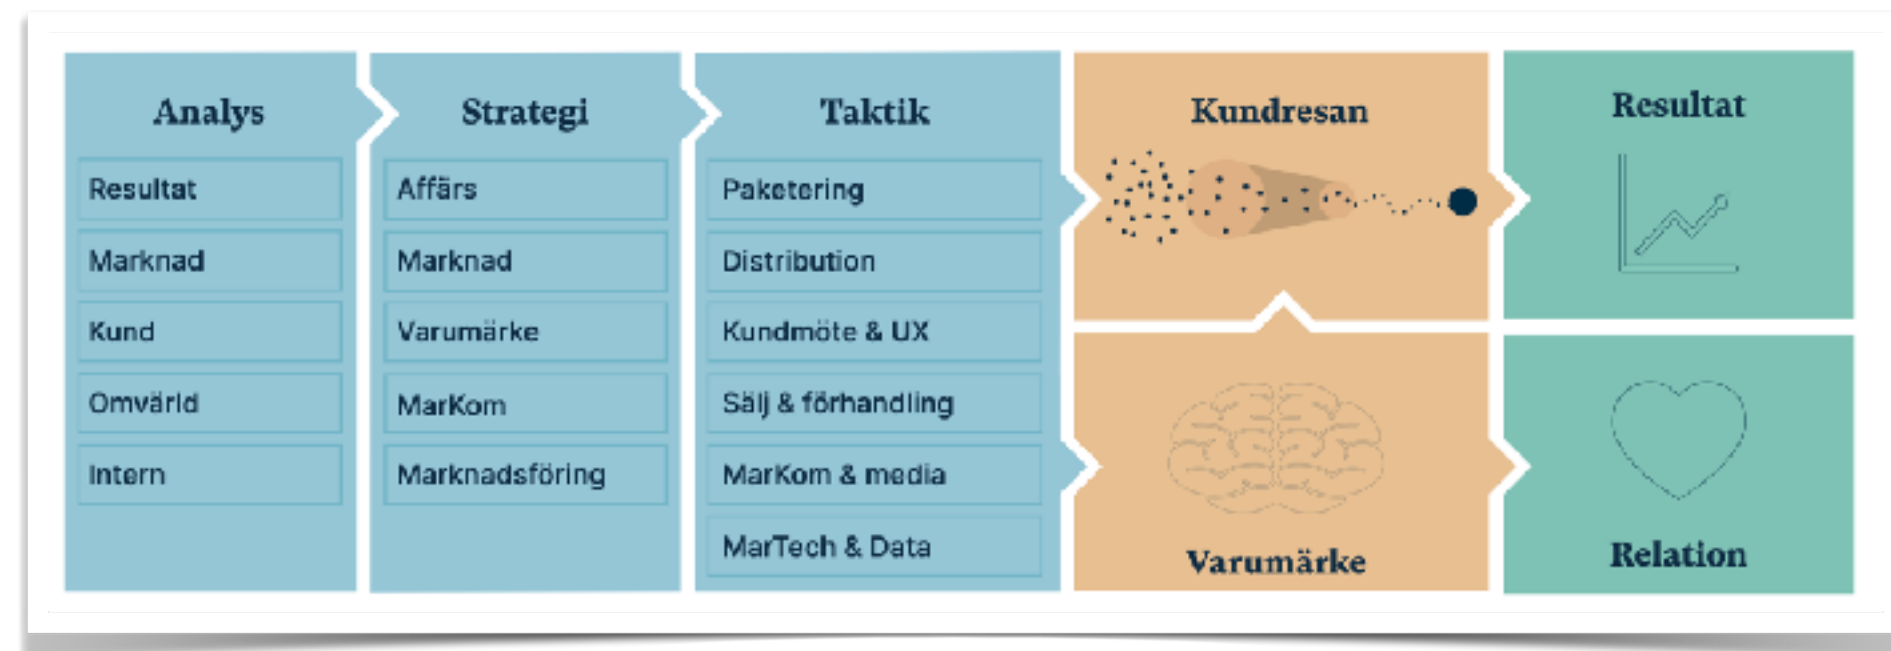 Analys
Resultat
Marknad
Kund
Omvärld
Intern
Strategi
Affärs
Marknad
Varumärke
MarKom
Marknadsföring
Taktik
Paketering
Distribution
Kundmöte & UX
Sälj & förhandling
MarKom & media
MarTech & Data
Kundresan
Varumärke
Resultat
Relation